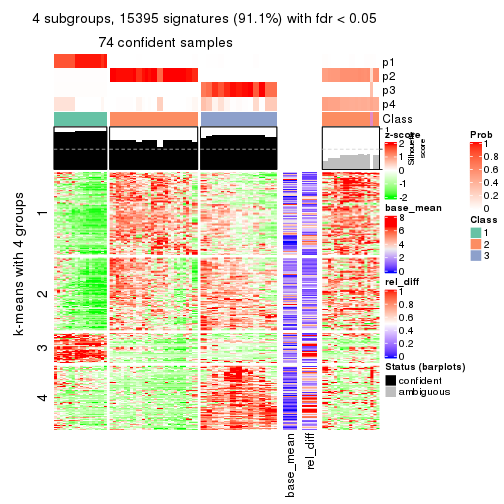 4 subgroups, 15395 signatures (91.1%) with fdr < 0.05
74 confident samples
p1
p2
p3
p4
Class
1
Silhouette score
k-means with 4 groups
1
2
3
4
base_mean
rel_diff
z-score
2
1
0
-1
-2
base_mean
8
6
4
2
0
rel_diff
1
0.8
0.6
0.4
0.2
0
Status (barplots)
confident
ambiguous
Prob
1
0.8
0.6
0.4
0.2
0
Class
1
2
3